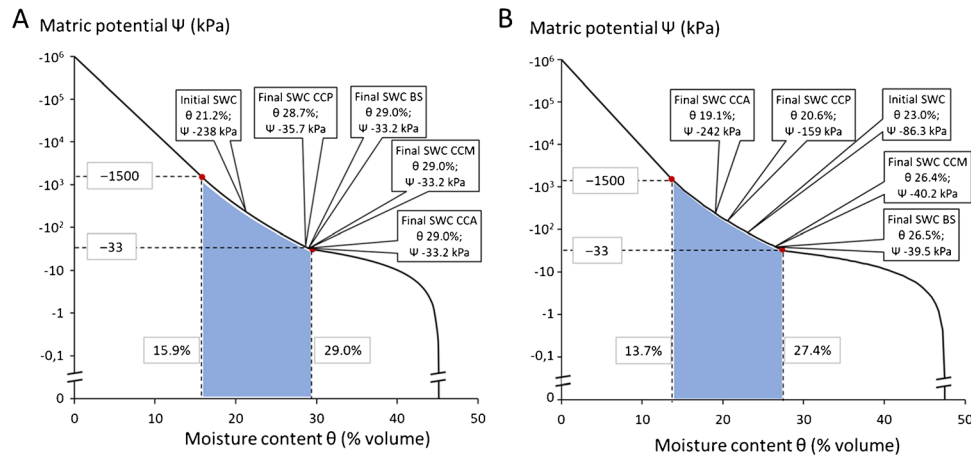 A
Matric potential Ψ (kPa)
-10⁶
-10⁵
-10⁴
-10³
-10²
-10
-1
-0,1
0
Initial SWC
θ 21.2%;
Ψ -238 kPa
Final SWC CCP
θ 28.7%;
Ψ -35.7 kPa
Final SWC BS
θ 29.0%;
Ψ -33.2 kPa
Final SWC CCM
θ 29.0%;
Ψ -33.2 kPa
Final SWC CCA
θ 29.0%;
Ψ -33.2 kPa
−1500
−33
15.9%
29.0%
0
10
20
30
40
50
Moisture content θ (% volume)
B
Matric potential Ψ (kPa)
-10⁶
-10⁵
-10⁴
-10³
-10²
-10
-1
-0,1
0
Final SWC CCA
θ 19.1%;
Ψ -242 kPa
Final SWC CCP
θ 20.6%;
Ψ -159 kPa
Initial SWC
θ 23.0%;
Ψ -86.3 kPa
Final SWC CCM
θ 26.4%;
Ψ -40.2 kPa
Final SWC BS
θ 26.5%;
Ψ -39.5 kPa
−1500
−33
13.7%
27.4%
0
10
20
30
40
50
Moisture content θ (% volume)